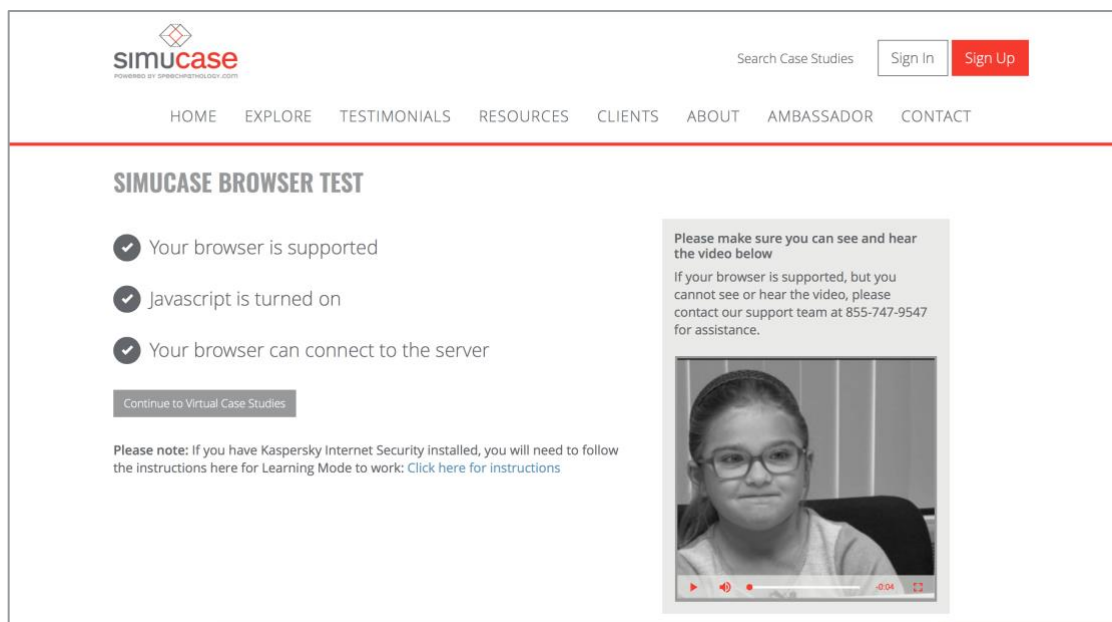 simucase
POWERED BY SPEECHPATHOLOGY.COM
Search Case Studies
Sign In
Sign Up
HOME EXPLORE TESTIMONIALS RESOURCES CLIENTS ABOUT AMBASSADOR CONTACT
SIMUCASE BROWSER TEST
Your browser is supported
Javascript is turned on
Your browser can connect to the server
Continue to Virtual Case Studies
Please note: If you have Kaspersky Internet Security installed, you will need to follow
the instructions here for Learning Mode to work: Click here for instructions
Please make sure you can see and hear
the video below
If your browser is supported, but you
cannot see or hear the video, please
contact our support team at 855-747-9547
for assistance.
-0:04